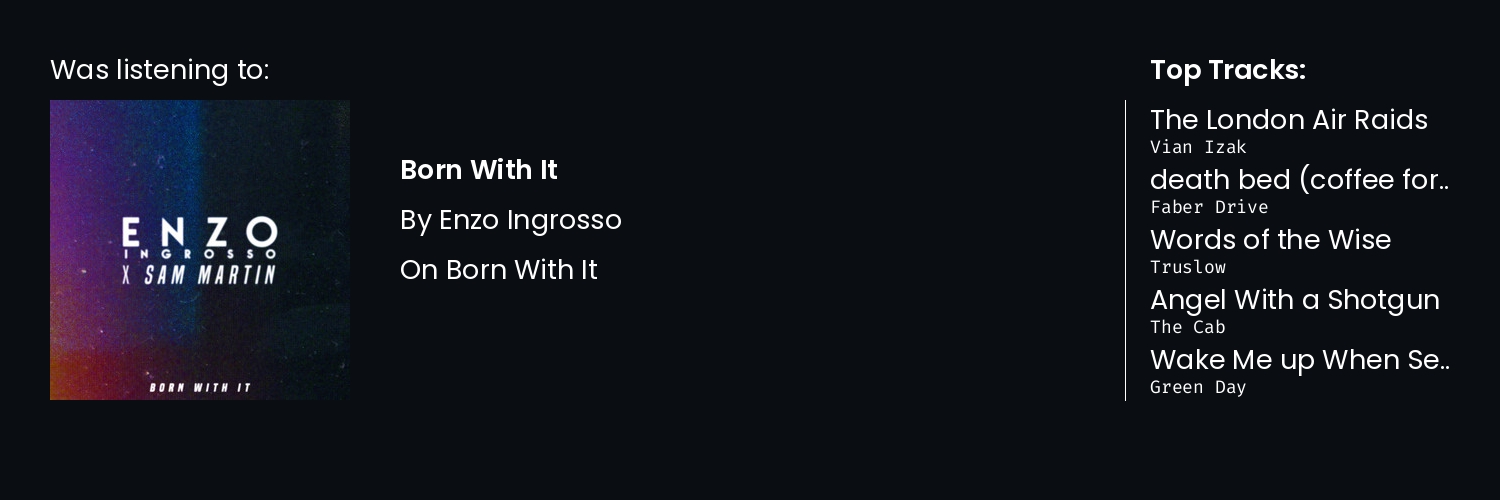 Was listening to:
ENZO
INGROSSO
X SAM MARTIN
BORN WITH IT
Born With It
By Enzo Ingrosso
On Born With It
Top Tracks:
The London Air Raids
Vian Izak
death bed (coffee for..
Faber Drive
Words of the Wise
Truslow
Angel With a Shotgun
The Cab
Wake Me up When Se..
Green Day